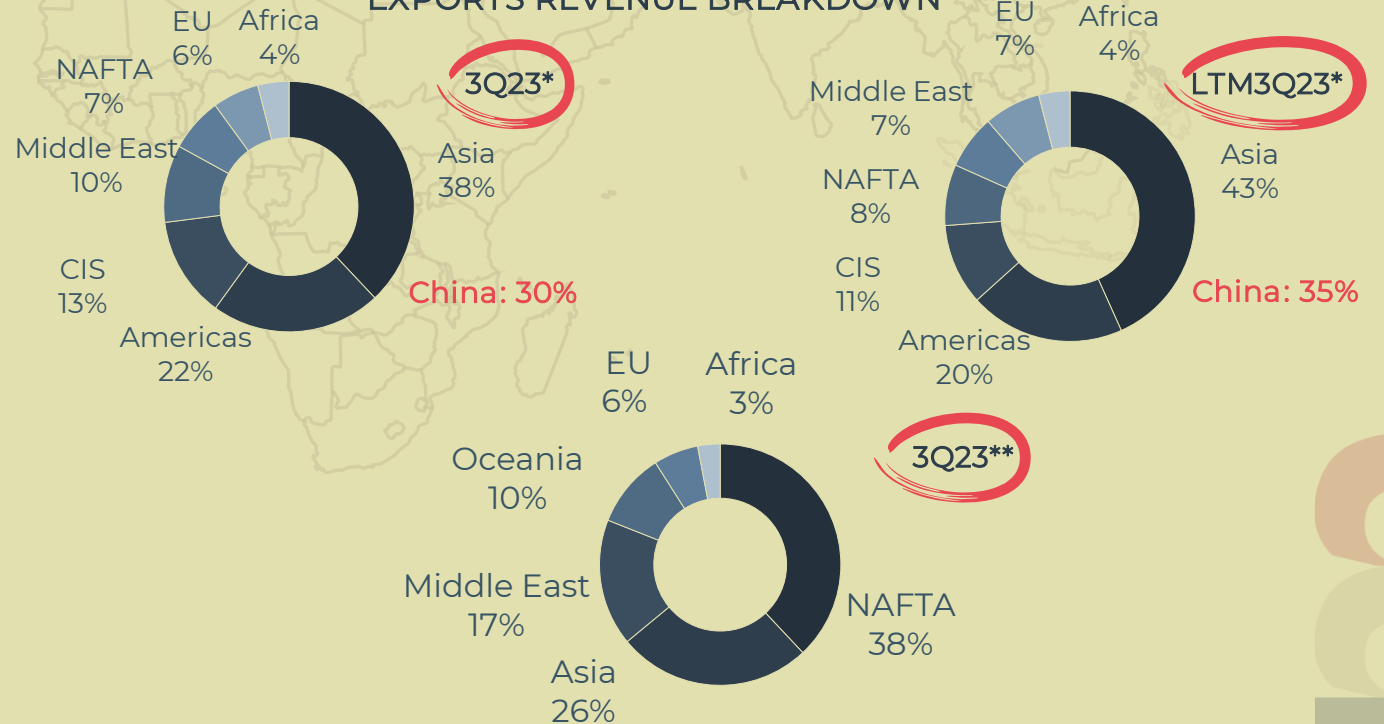 EXPORTS REVENUE BREAKDOWN
EU
6%
Africa
4%
NAFTA
7%
3Q23*
Middle East
10%
Asia
38%
CIS
13%
China: 30%
Americas
22%
EU
7%
Africa
4%
LTM3Q23*
Middle East
7%
Asia
43%
NAFTA
8%
CIS
11%
China: 35%
Americas
20%
EU
6%
Africa
3%
3Q23**
Oceania
10%
Middle East
17%
NAFTA
38%
Asia
26%